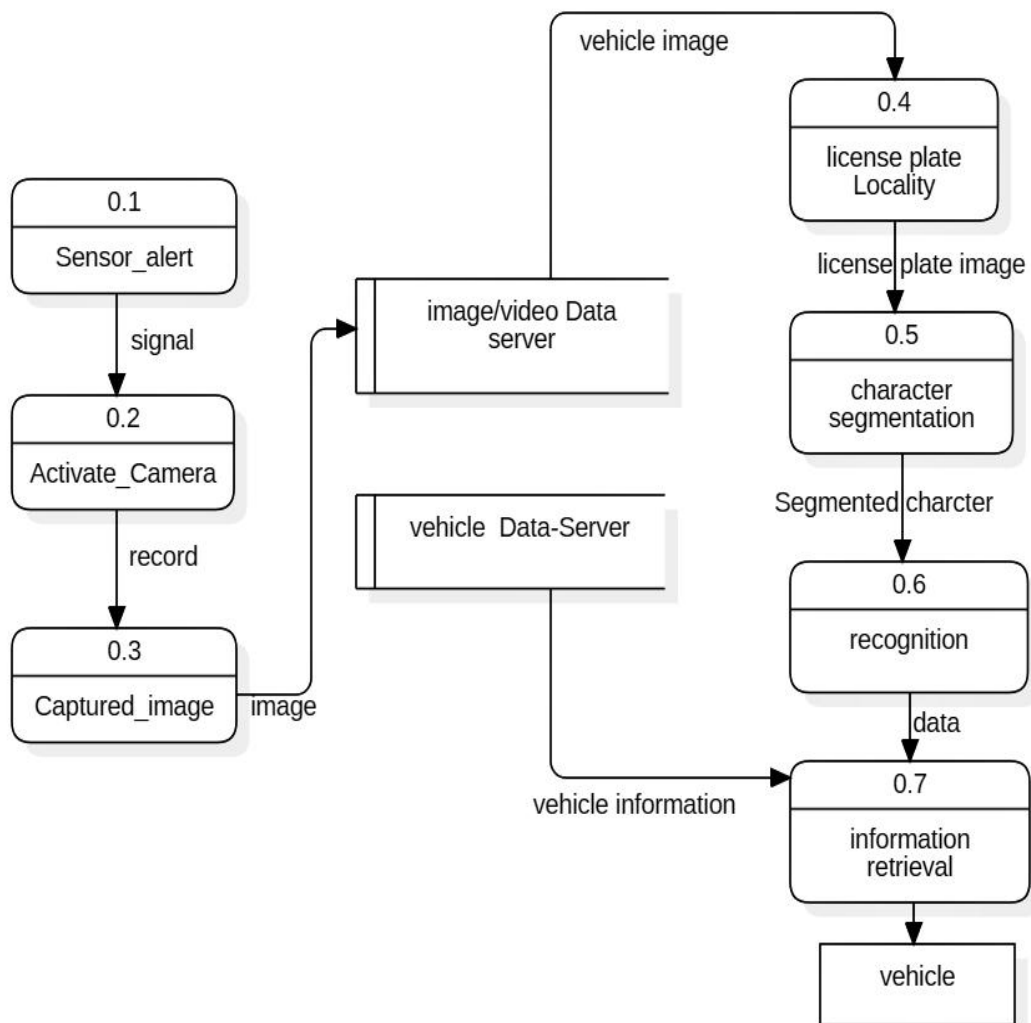 0.1
Sensor_alert
signal
0.2
Activate_Camera
record
0.3
Captured_image
image
image/video Data
server
vehicle image
0.4
license plate
Locality
license plate image
0.5
character
segmentation
Segmented charcter
0.6
recognition
data
vehicle  Data-Server
vehicle information
0.7
information
retrieval
vehicle